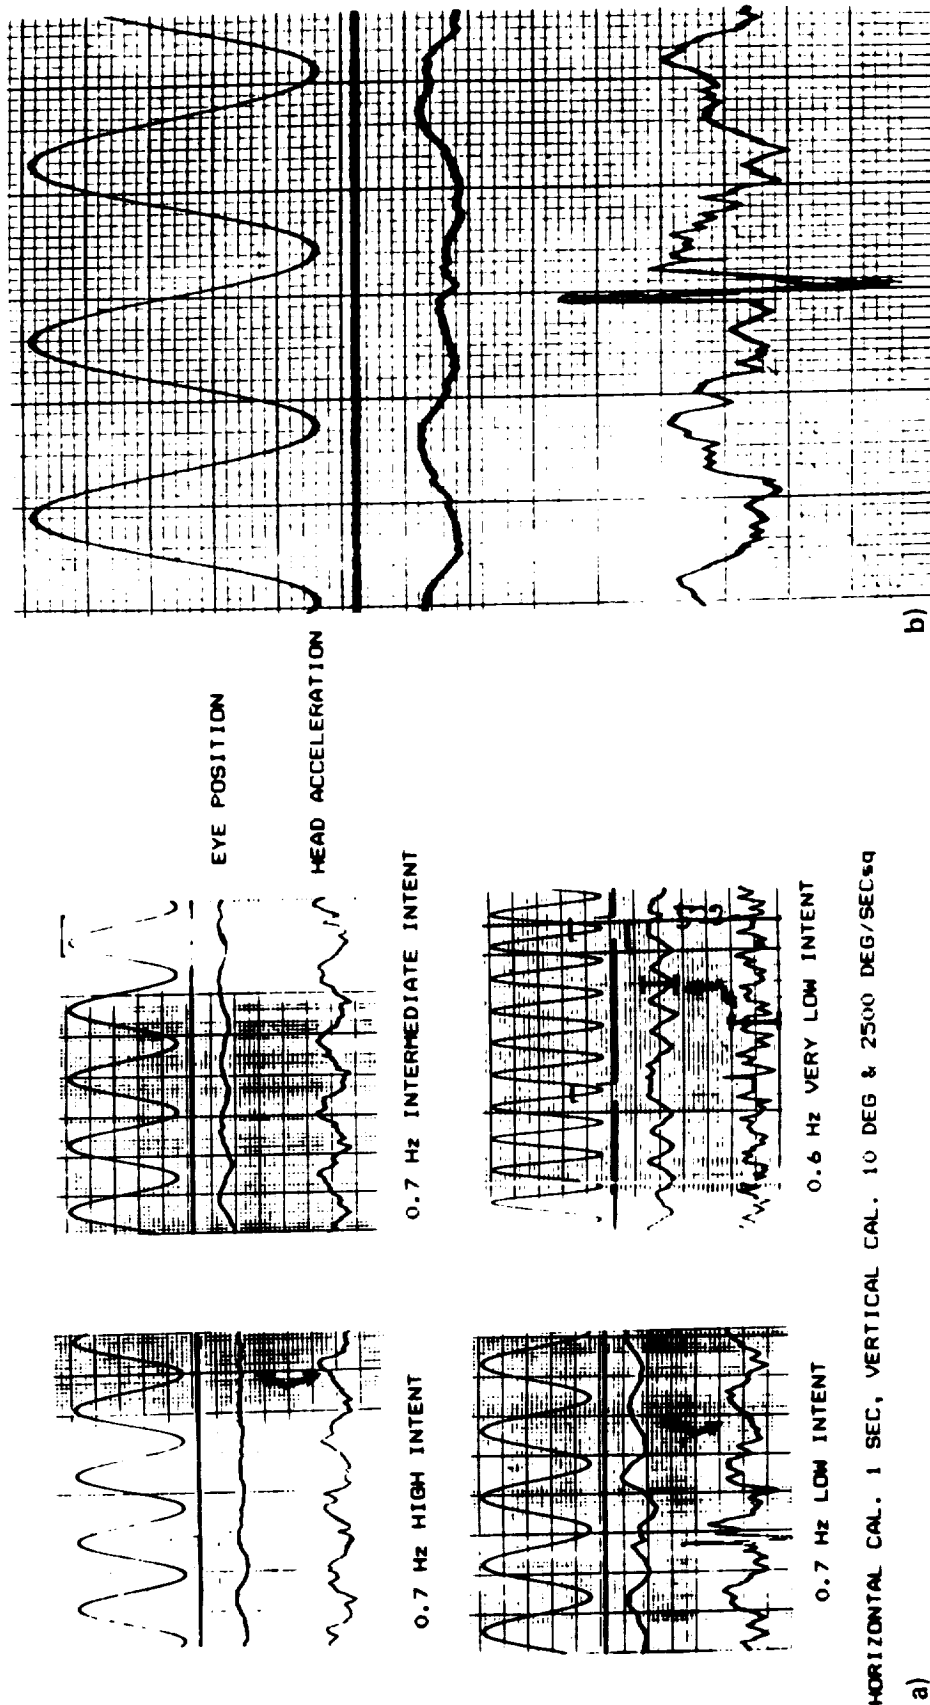 EYE POSITION
HEAD ACCELERATION
0.7 Hz HIGH INTENT
0.7 Hz INTERMEDIATE INTENT
0.7 Hz LOW INTENT
0.6 Hz VERY LOW INTENT
HORIZONTAL CAL. 1 SEC, VERTICAL CAL. 10 DEG & 2500 DEG/SECsq
a)
b)